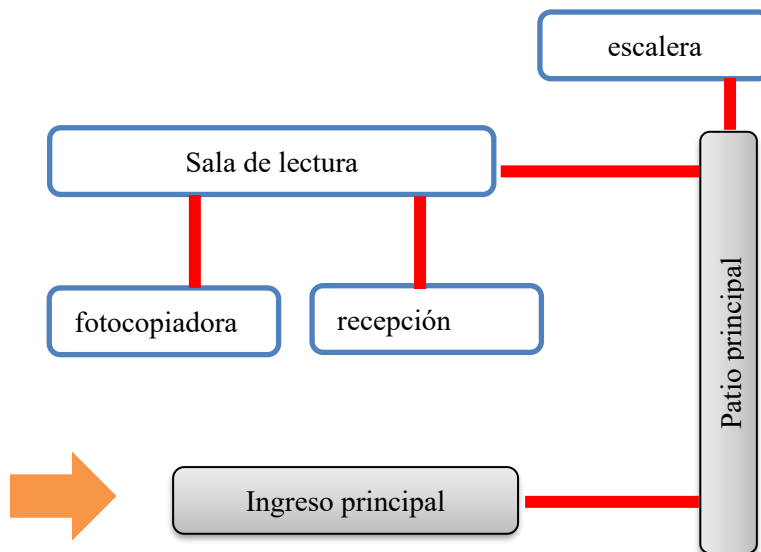 escalera
Sala de lectura
fotocopiadora
recepción
Patio principal
Ingreso principal